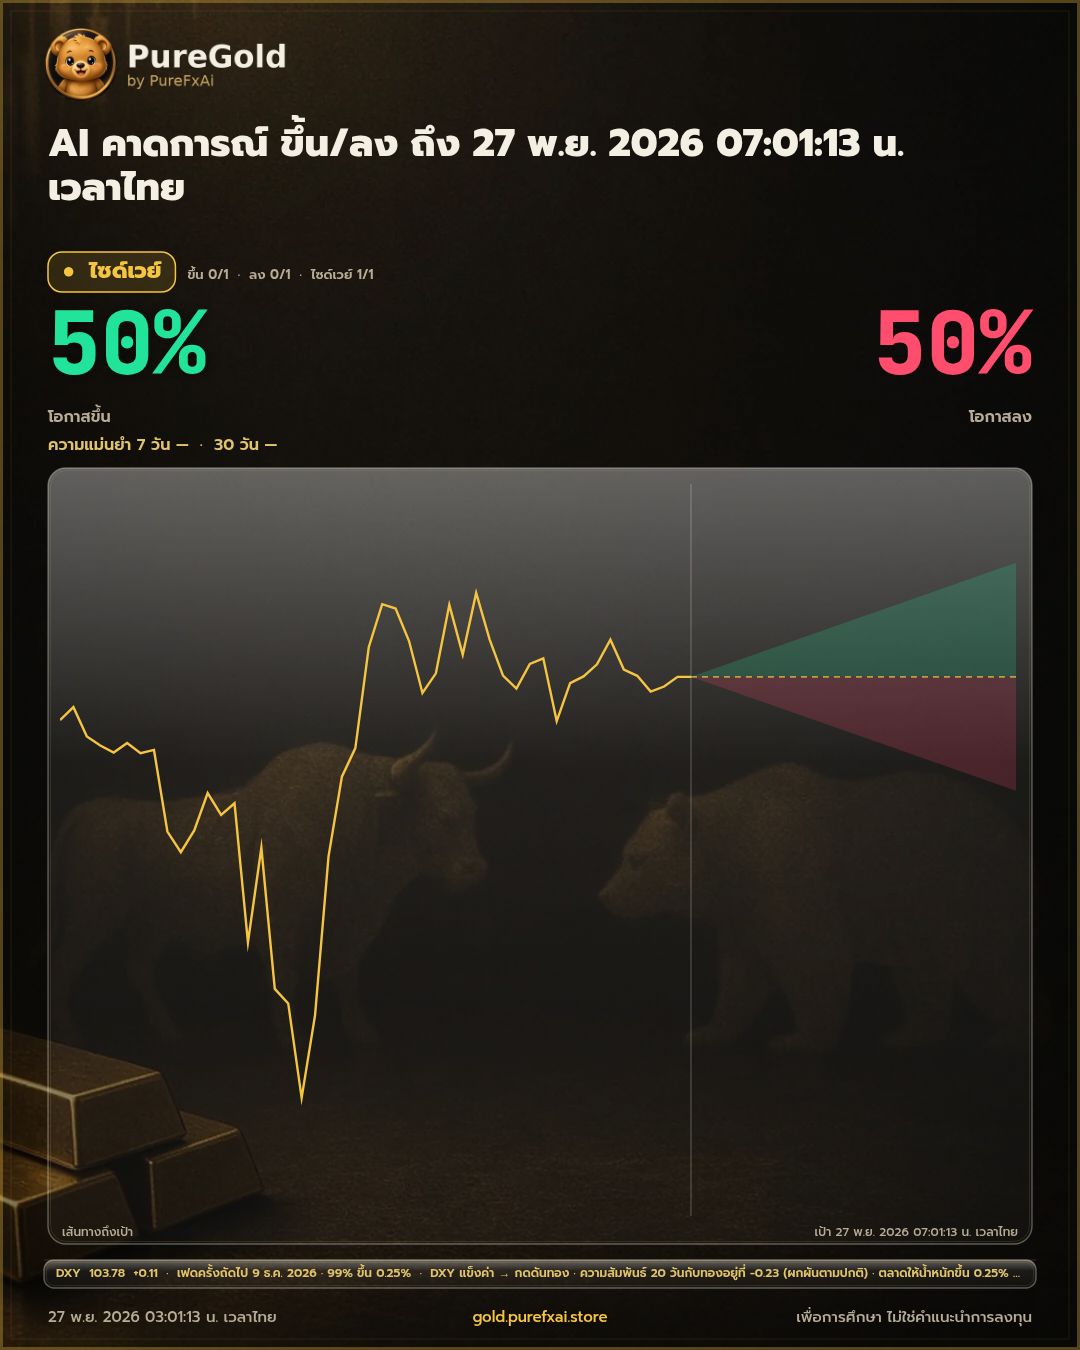 PureGold
by PureFxAi
AI คาดการณ์ ขึ้น/ลง ถึง 27 พ.ย. 2026 07:01:13 น.
เวลาไทย
ไซด์เวย์ ขึ้น 0/1 · ลง 0/1 · ไซด์เวย์ 1/1
50% 50%
โอกาสขึ้น โอกาสลง
ความแม่นยำ 7 วัน — · 30 วัน —
เส้นทางถึงเป้า เป้า 27 พ.ย. 2026 07:01:13 น. เวลาไทย
DXY 103.78 +0.11 · เฟดครั้งถัดไป 9 ธ.ค. 2026 · 99% ขึ้น 0.25% · DXY แข็งค่า → กดดันทอง · ความสัมพันธ์ 20 วันกับทองอยู่ที่ -0.23 (ผกผันตามปกติ) · ตลาดให้น้ำหนักขึ้น 0.25% ...
27 พ.ย. 2026 03:01:13 น. เวลาไทย gold.purefxai.store เพื่อการศึกษา ไม่ใช่คำแนะนำการลงทุน